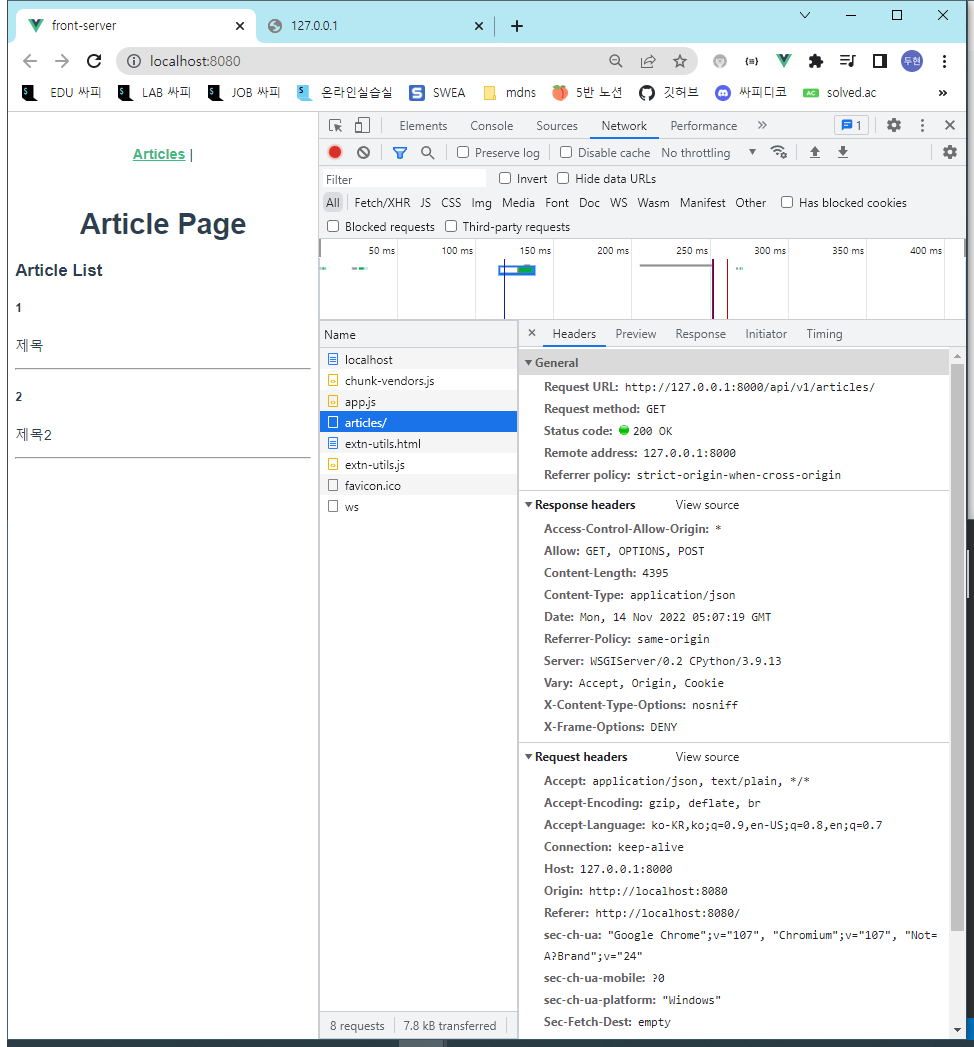 front-server
127.0.0.1
localhost:8080
두현
EDU 싸피
LAB 싸피
JOB 싸피
온라인실습실
S SWEA
mdns
5반 노션
깃허브
싸피디코
AC solved.ac
»
Articles |
Article Page
Article List
1
제목
2
제목2
Elements Console Sources Network Performance » 1
Preserve log Disable cache No throttling
Filter Invert Hide data URLs
All Fetch/XHR JS CSS Img Media Font Doc WS Wasm Manifest Other Has blocked cookies
Blocked requests Third-party requests
50 ms 100 ms 150 ms 200 ms 250 ms 300 ms 350 ms 400 ms
Name
localhost
chunk-vendors.js
app.js
articles/
extn-utils.html
extn-utils.js
favicon.ico
ws
8 requests 7.8 kB transferred
× Headers Preview Response Initiator Timing
General
Request URL: http://127.0.0.1:8000/api/v1/articles/
Request method: GET
Status code: 200 OK
Remote address: 127.0.0.1:8000
Referrer policy: strict-origin-when-cross-origin
Response headers View source
Access-Control-Allow-Origin: *
Allow: GET, OPTIONS, POST
Content-Length: 4395
Content-Type: application/json
Date: Mon, 14 Nov 2022 05:07:19 GMT
Referrer-Policy: same-origin
Server: WSGIServer/0.2 CPython/3.9.13
Vary: Accept, Origin, Cookie
X-Content-Type-Options: nosniff
X-Frame-Options: DENY
Request headers View source
Accept: application/json, text/plain, */*
Accept-Encoding: gzip, deflate, br
Accept-Language: ko-KR,ko;q=0.9,en-US;q=0.8,en;q=0.7
Connection: keep-alive
Host: 127.0.0.1:8000
Origin: http://localhost:8080
Referer: http://localhost:8080/
sec-ch-ua: "Google Chrome";v="107", "Chromium";v="107", "Not=
A?Brand";v="24"
sec-ch-ua-mobile: ?0
sec-ch-ua-platform: "Windows"
Sec-Fetch-Dest: empty